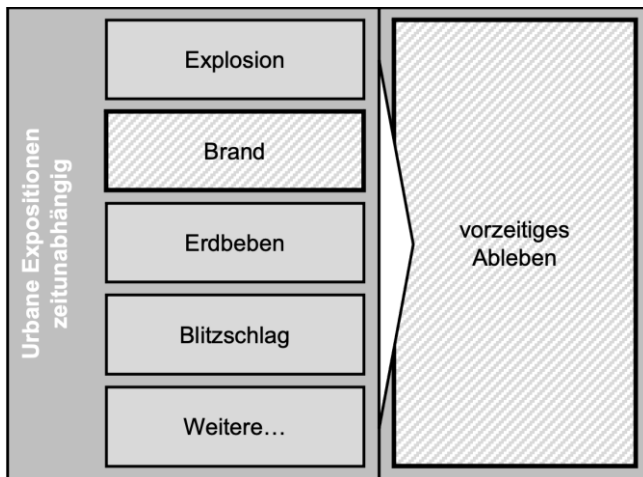 Urbane Expositionen
zeitunabhängig
Explosion
Brand
Erdbeben
Blitzschlag
Weitere…
vorzeitiges
Ableben